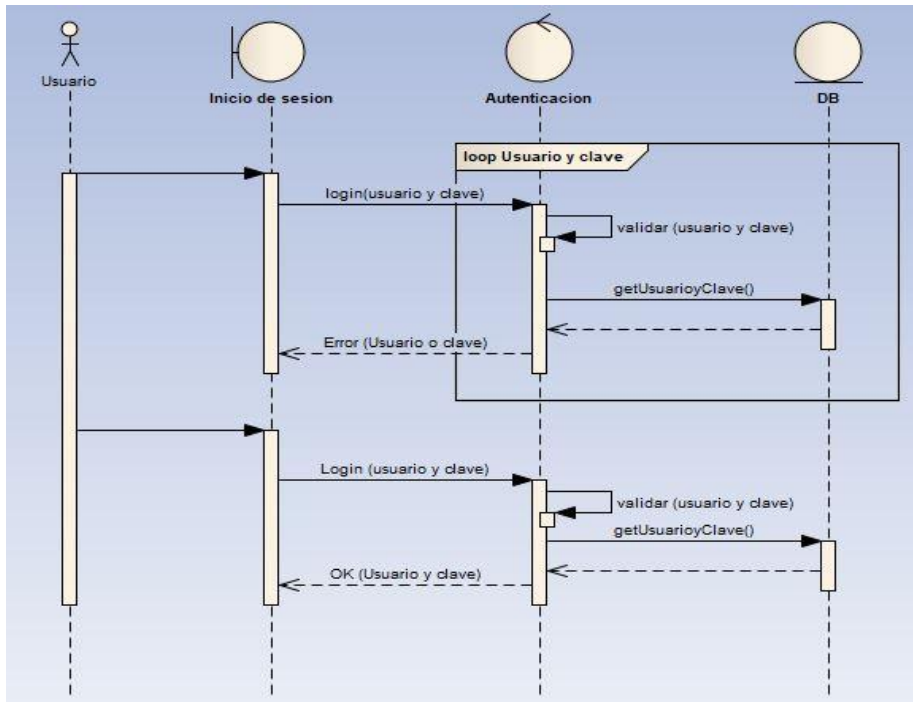 Usuario
Inicio de sesion
Autenticacion
DB
loop Usuario y clave
login(usuario y clave)
validar (usuario y clave)
getUsuarioyClave()
Error (Usuario o clave)
Login (usuario y clave)
validar (usuario y clave)
getUsuarioyClave()
OK (Usuario y clave)